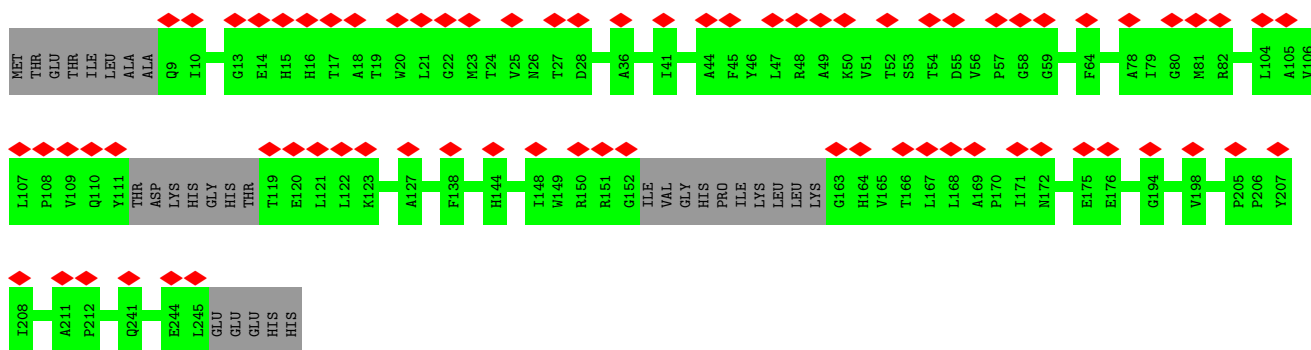 MET THR GLU THR ILE LEU ALA ALA Q9 I10 G13 E14 H15 H16 T17 A18 T19 W20 L21 G22 M23 T24 V25 N26 T27 D28 A36 I41 A44 F45 Y46 L47 R48 A49 K50 V51 T52 S53 T54 D55 V56 P57 G58 G59 F64 A78 I79 G80 M81 R82 L104 A105 V106
L107 P108 V109 Q110 Y111 THR ASP LYS HIS GLY HIS THR T119 E120 L121 L122 K123 A127 F138 H144 I148 W149 R150 R151 G152 ILE VAL GLY HIS PRO ILE LYS LEU LEU LYS G163 H164 V165 T166 L167 L168 A169 P170 I171 N172 E175 E176 G194 V198 P205 P206 Y207
I208 A211 P212 Q241 E244 L245 GLU GLU GLU HIS HIS